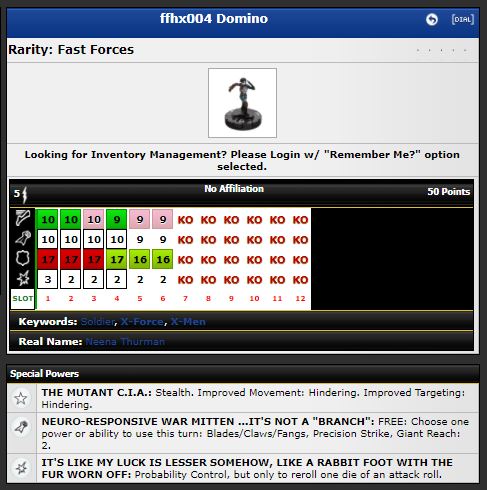 ffhx004 Domino
[DIAL]
Rarity: Fast Forces
. . . . .
Looking for Inventory Management? Please Login w/ "Remember Me?" option
selected.
5 No Affiliation 50 Points
10 10 10 9 9 9 KO KO KO KO KO KO
10 10 10 10 9 9 KO KO KO KO KO KO
17 17 17 17 16 16 KO KO KO KO KO KO
3 2 2 2 2 2 KO KO KO KO KO KO
SLOT 1 2 3 4 5 6 7 8 9 10 11 12
Keywords: Soldier, X-Force, X-Men
Real Name: Neena Thurman
Special Powers
THE MUTANT C.I.A.: Stealth. Improved Movement: Hindering. Improved Targeting:
Hindering.
NEURO-RESPONSIVE WAR MITTEN ...IT'S NOT A "BRANCH": FREE: Choose one
power or ability to use this turn: Blades/Claws/Fangs, Precision Strike, Giant Reach:
2.
IT'S LIKE MY LUCK IS LESSER SOMEHOW, LIKE A RABBIT FOOT WITH THE
FUR WORN OFF: Probability Control, but only to reroll one die of an attack roll.